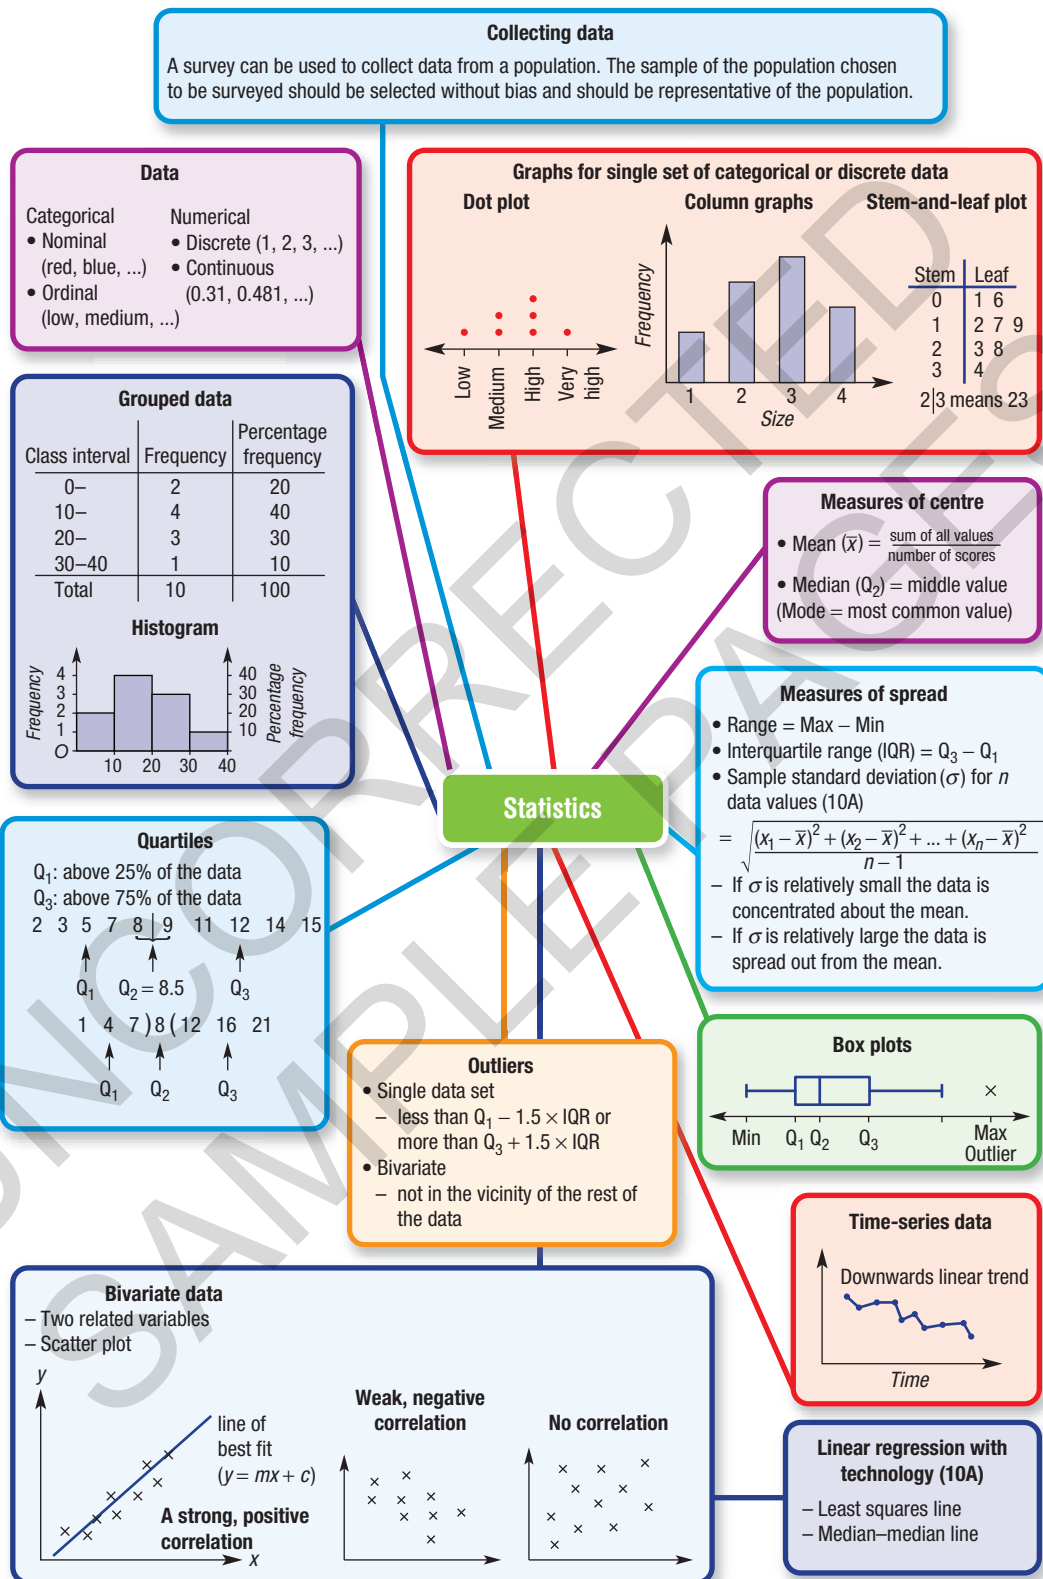 Collecting data
A survey can be used to collect data from a population. The sample of the population chosen
to be surveyed should be selected without bias and should be representative of the population.
Data
Categorical
• Nominal
(red, blue, ...)
• Ordinal
(low, medium, ...)
Numerical
• Discrete (1, 2, 3, ...)
• Continuous
(0.31, 0.481, ...)
Graphs for single set of categorical or discrete data
Dot plot
Low
Medium
High
Very
high
Column graphs
Frequency
1 2 3 4
Size
Stem-and-leaf plot
Stem Leaf
0 1 6
1 2 7 9
2 3 8
3 4
2|3 means 23
Grouped data
Class interval Frequency Percentage
frequency
0– 2 20
10– 4 40
20– 3 30
30–40 1 10
Total 10 100
Histogram
Frequency
4
3
2
1
O
10 20 30 40
40
30
20
10
Percentage
frequency
Measures of centre
• Mean (x̄) = sum of all values
number of scores
• Median (Q₂) = middle value
(Mode = most common value)
Measures of spread
• Range = Max – Min
• Interquartile range (IQR) = Q₃ – Q₁
• Sample standard deviation (σ) for n
data values (10A)
= √(x₁ – x̄)² + (x₂ – x̄)² + ... + (xₙ – x̄)²
n – 1
– If σ is relatively small the data is
concentrated about the mean.
– If σ is relatively large the data is
spread out from the mean.
Statistics
Quartiles
Q₁: above 25% of the data
Q₃: above 75% of the data
2 3 5 7 8 | 9 11 12 14 15
Q₁ Q₂ = 8.5 Q₃
1 4 7 ) 8 ( 12 16 21
Q₁ Q₂ Q₃
Outliers
• Single data set
– less than Q₁ – 1.5 × IQR or
more than Q₃ + 1.5 × IQR
• Bivariate
– not in the vicinity of the rest of
the data
Box plots
Min Q₁ Q₂ Q₃ Max
Outlier
Time-series data
Downwards linear trend
Time
Bivariate data
– Two related variables
– Scatter plot
y
line of
best fit
(y = mx + c)
A strong, positive
correlation
x
Weak, negative
correlation
No correlation
Linear regression with
technology (10A)
– Least squares line
– Median–median line
UNCORRECTED
SAMPLE PAGES